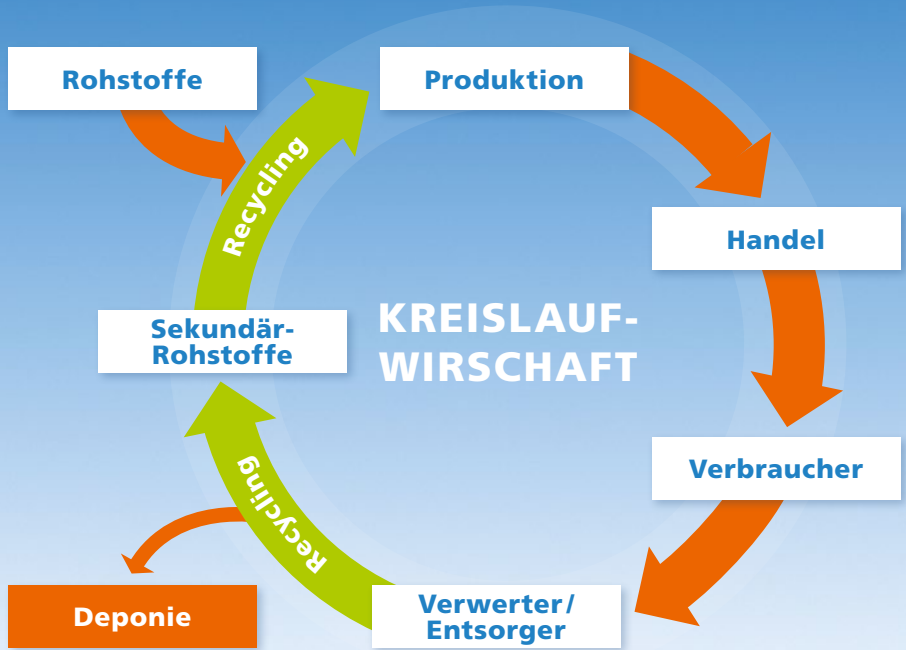 Rohstoffe
Produktion
Recycling
Handel
KREISLAUF-
WIRSCHAFT
Sekundär-
Rohstoffe
Verbraucher
Recycling
Deponie
Verwerter/
Entsorger